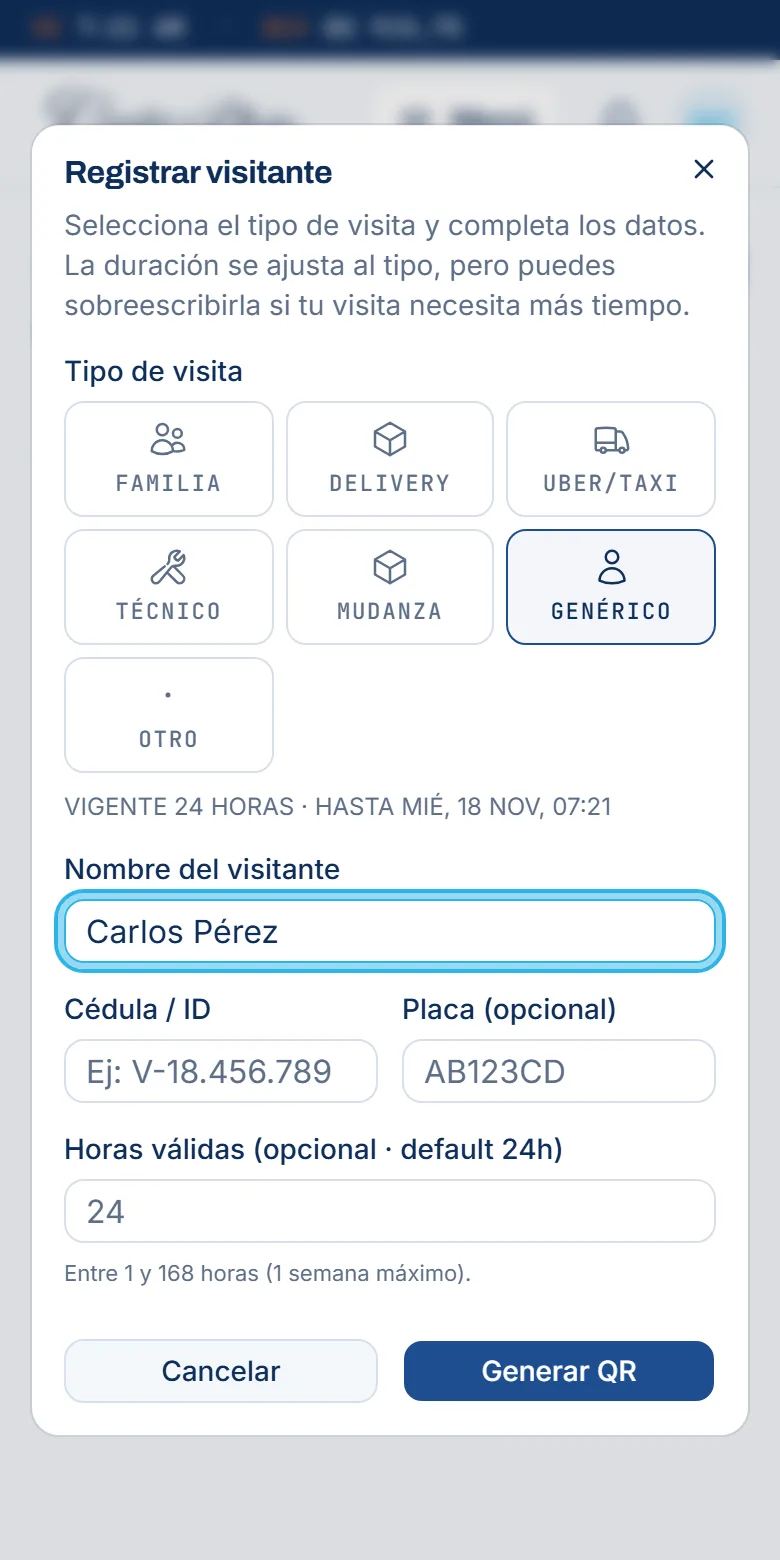 Registrar visitante
Selecciona el tipo de visita y completa los datos.
La duración se ajusta al tipo, pero puedes
sobreescribirla si tu visita necesita más tiempo.
Tipo de visita
FAMILIA
DELIVERY
UBER/TAXI
TÉCNICO
MUDANZA
GENÉRICO
OTRO
VIGENTE 24 HORAS · HASTA MIÉ, 18 NOV, 07:21
Nombre del visitante
Carlos Pérez
Cédula / ID
Placa (opcional)
Ej: V-18.456.789
AB123CD
Horas válidas (opcional · default 24h)
24
Entre 1 y 168 horas (1 semana máximo).
Cancelar
Generar QR